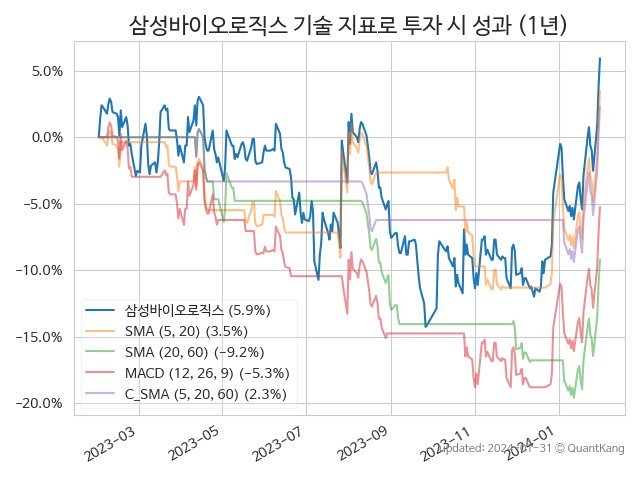 삼성바이오로직스 기술 지표로 투자 시 성과 (1년)
5.0%
0.0%
−5.0%
−10.0%
−15.0%
−20.0%
삼성바이오로직스 (5.9%)
SMA (5, 20) (3.5%)
SMA (20, 60) (−9.2%)
MACD (12, 26, 9) (−5.3%)
C_SMA (5, 20, 60) (2.3%)
2023-03
2023-05
2023-07
2023-09
2023-11
2024-01
updated: 2024-01-31 © QuantKang